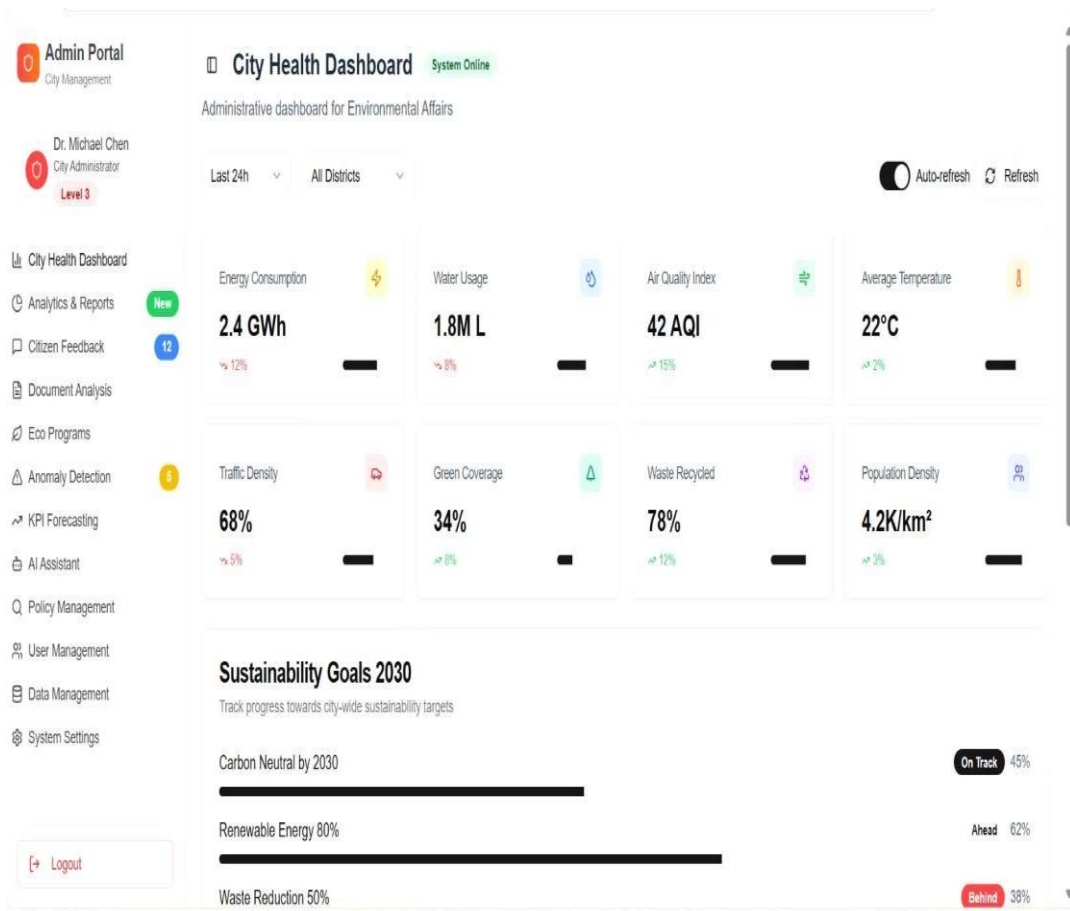 Admin Portal
City Management
Dr. Michael Chen
City Administrator
Level 3
City Health Dashboard
Analytics & Reports New
Citizen Feedback 12
Document Analysis
Eco Programs
Anomaly Detection
KPI Forecasting
AI Assistant
Policy Management
User Management
Data Management
System Settings
Logout
City Health Dashboard System Online
Administrative dashboard for Environmental Affairs
Last 24h All Districts Auto-refresh Refresh
Energy Consumption
2.4 GWh
12%
Water Usage
1.8M L
8%
Air Quality Index
42 AQI
15%
Average Temperature
22°C
2%
Traffic Density
68%
5%
Green Coverage
34%
8%
Waste Recycled
78%
12%
Population Density
4.2K/km²
3%
Sustainability Goals 2030
Track progress towards city-wide sustainability targets
Carbon Neutral by 2030 On Track 45%
Renewable Energy 80% Ahead 62%
Waste Reduction 50% Behind 38%